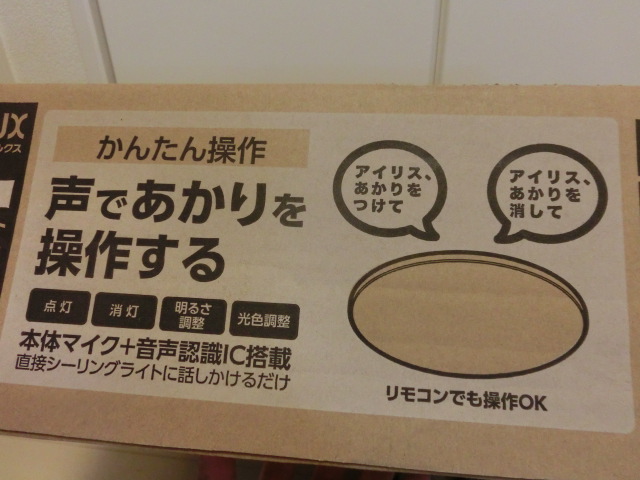 UX
ックス
かんたん操作
声であかりを
操作する
点灯
消灯
明るさ
調整
光色調整
本体マイク+音声認識IC搭載
直接シーリングライトに話しかけるだけ
アイリス、
あかりを
つけて
アイリス、
あかりを
消して
リモコンでも操作OK